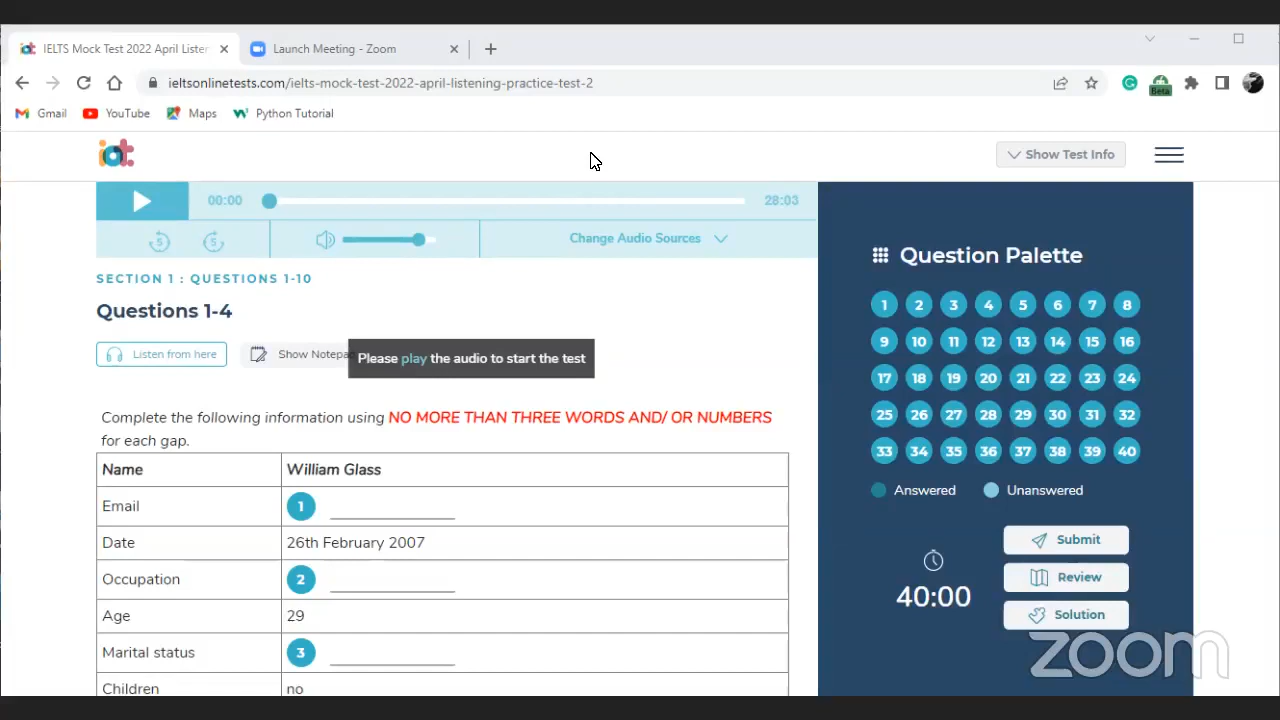 IELTS Mock Test 2022 April Listen
Launch Meeting - Zoom
ieltsonlinetests.com/ielts-mock-test-2022-april-listening-practice-test-2
Beta
Gmail YouTube Maps Python Tutorial
iot
Show Test Info
00:00 28:03
5 5
Change Audio Sources
SECTION 1 : QUESTIONS 1-10
Questions 1-4
Listen from here
Show Notepa
Please play the audio to start the test
Complete the following information using NO MORE THAN THREE WORDS AND/ OR NUMBERS
for each gap.
Name William Glass
Email 1
Date 26th February 2007
Occupation 2
Age 29
Marital status 3
Children no
Question Palette
1 2 3 4 5 6 7 8
9 10 11 12 13 14 15 16
17 18 19 20 21 22 23 24
25 26 27 28 29 30 31 32
33 34 35 36 37 38 39 40
Answered Unanswered
40:00
Submit
Review
Solution
zoom